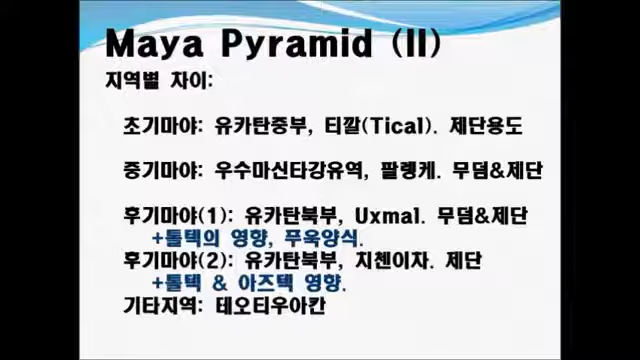 Maya Pyramid (II)
지역별 차이:
초기마야: 유카탄중부, 티깔(Tical). 제단용도
중기마야: 우수마신타강유역, 팔렝케. 무덤&제단
후기마야(1): 유카탄북부, Uxmal. 무덤&제단
+톨텍의 영향, 푸욱양식.
후기마야(2): 유카탄북부, 치첸이차. 제단
+톨텍 & 아즈텍 영향.
기타지역: 테오티우아칸